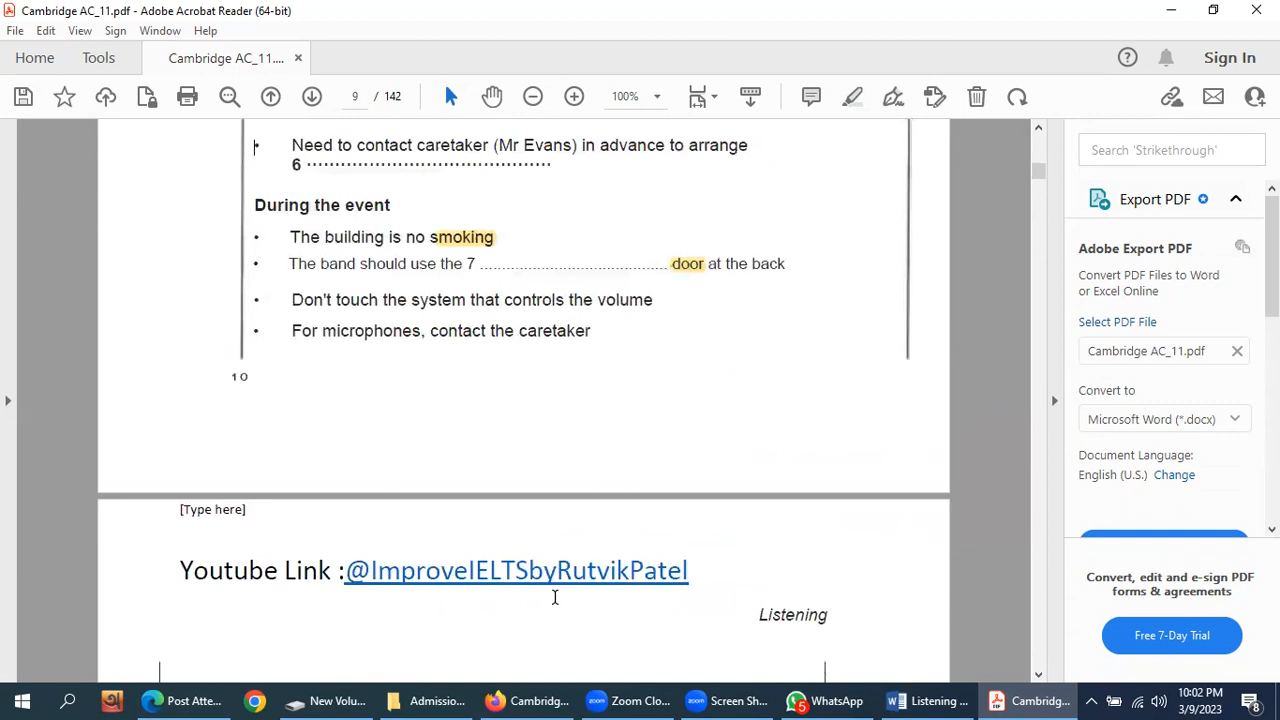 Cambridge AC_11.pdf - Adobe Acrobat Reader (64-bit)
File Edit View Sign Window Help
Home Tools Cambridge AC_11.... × Sign In
9 / 142 100%
• Need to contact caretaker (Mr Evans) in advance to arrange
6 ..........................................
During the event
• The building is no smoking
• The band should use the 7 ....................................... door at the back
• Don't touch the system that controls the volume
• For microphones, contact the caretaker
10
[Type here]
Youtube Link :@ImproveIELTSbyRutvikPatel
Listening
Search 'Strikethrough'
Export PDF
Adobe Export PDF
Convert PDF Files to Word
or Excel Online
Select PDF File
Cambridge AC_11.pdf
Convert to
Microsoft Word (*.docx)
Document Language:
English (U.S.) Change
Convert, edit and e-sign PDF
forms & agreements
Free 7-Day Trial
Post Atte... New Volu... Admissio... Cambridg... Zoom Clo... Screen Sh... 5 WhatsApp Listening ... Cambridg...
10:02 PM
3/9/2023
8